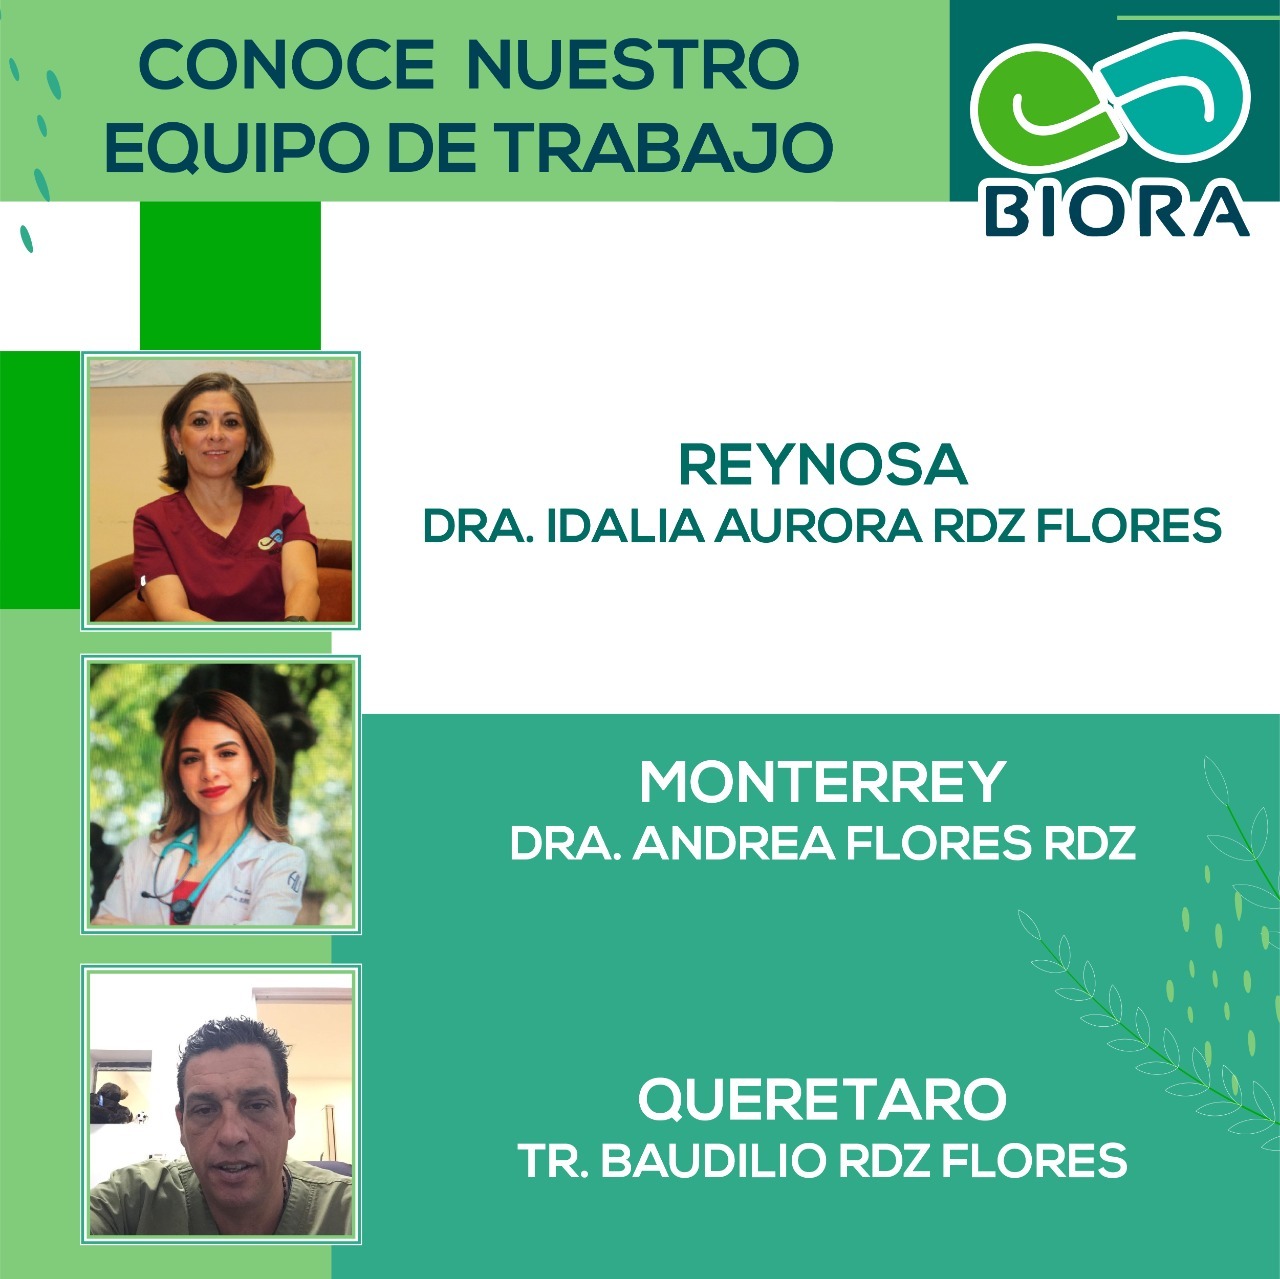 CONOCE NUESTRO
EQUIPO DE TRABAJO
BIORA
REYNOSA
DRA. IDALIA AURORA RDZ FLORES
MONTERREY
DRA. ANDREA FLORES RDZ
QUERETARO
TR. BAUDILIO RDZ FLORES